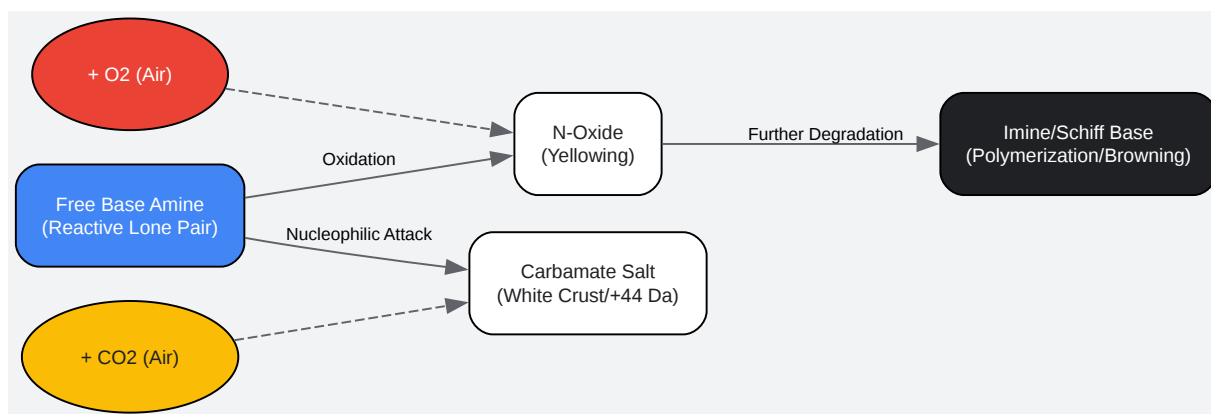 + O2 (Air)
Oxidation
Free Base Amine
(Reactive Lone Pair)
Nucleophilic Attack
+ CO2 (Air)
N-Oxide
(Yellowing)
Carbamate Salt
(White Crust/+44 Da)
Further Degradation
Imine/Schiff Base
(Polymerization/Browning)